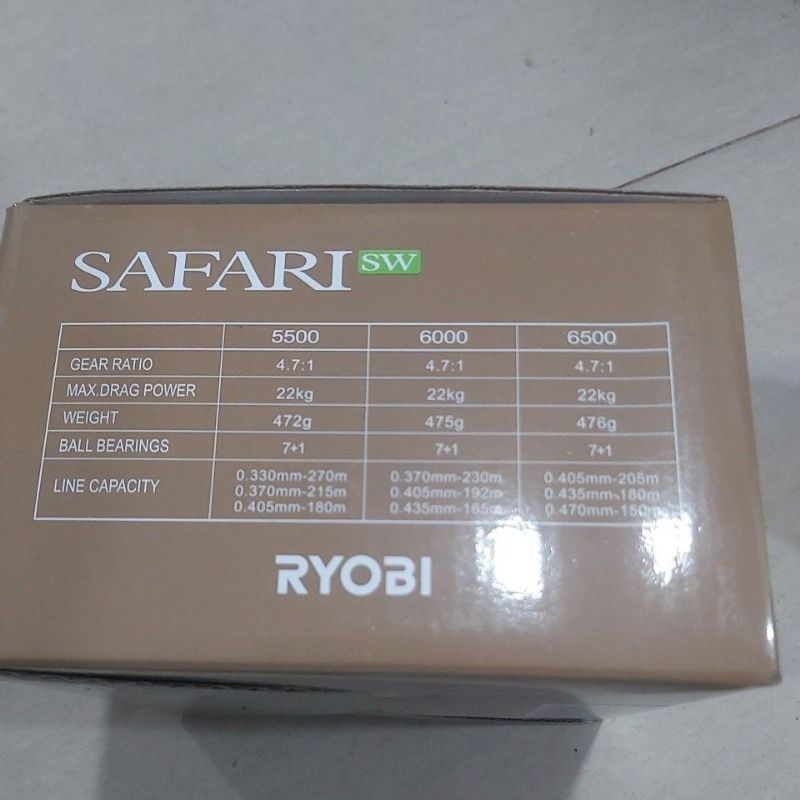 SAFARI SW
5500 6000 6500
GEAR RATIO 4.7:1 4.7:1 4.7:1
MAX.DRAG POWER 22kg 22kg 22kg
WEIGHT 472g 475g 476g
BALL BEARINGS 7+1 7+1 7+1
LINE CAPACITY 0.330mm-270m 0.370mm-230m 0.405mm-205m
0.370mm-215m 0.405mm-192m 0.435mm-180m
0.405mm-180m 0.435mm-165m 0.470mm-150m
RYOBI